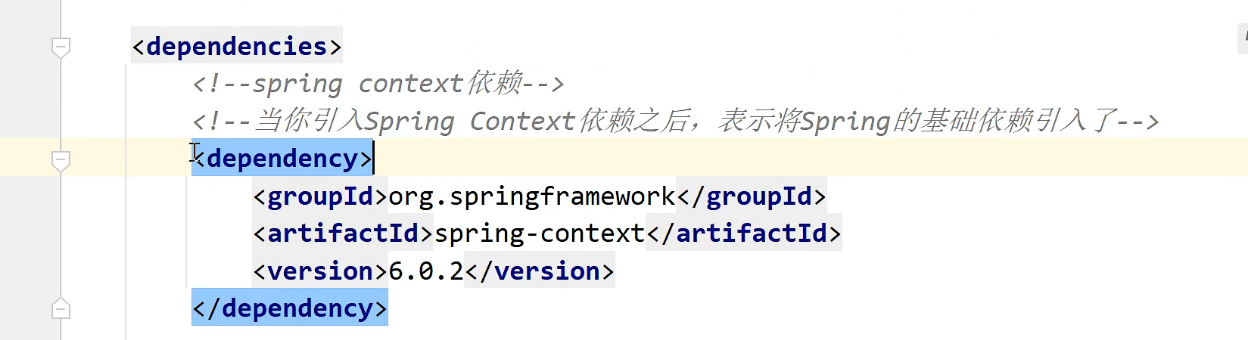 <dependencies>
<!--spring context依赖-->
<!--当你引入Spring Context依赖之后，表示将Spring的基础依赖引入了-->
<dependency>
<groupId>org.springframework</groupId>
<artifactId>spring-context</artifactId>
<version>6.0.2</version>
</dependency>